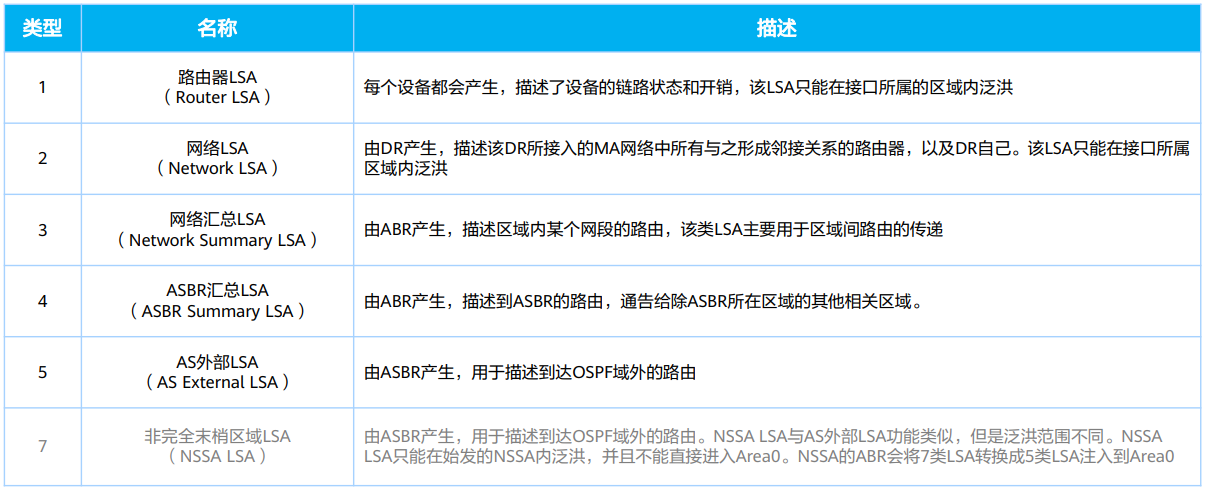 类型 名称 描述
1
路由器LSA
（ Router LSA ）
每个设备都会产生，描述了设备的链路状态和开销，该LSA只能在接口所属的区域内泛洪
2
网络LSA
（ Network LSA ）
由DR产生，描述该DR所接入的MA网络中所有与之形成邻接关系的路由器，以及DR自己。该LSA只能在接口所属
区域内泛洪
3
网络汇总LSA
（ Network Summary LSA ）
由ABR产生，描述区域内某个网段的路由，该类LSA主要用于区域间路由的传递
4
ASBR汇总LSA
（ ASBR Summary LSA ）
由ABR产生，描述到ASBR的路由，通告给除ASBR所在区域的其他相关区域。
5
AS外部LSA
（ AS External LSA ）
由ASBR产生，用于描述到达OSPF域外的路由
7
非完全末梢区域LSA
（ NSSA LSA ）
由ASBR产生，用于描述到达OSPF域外的路由。NSSA LSA与AS外部LSA功能类似，但是泛洪范围不同。NSSA
LSA只能在始发的NSSA内泛洪，并且不能直接进入Area0。NSSA的ABR会将7类LSA转换成5类LSA注入到Area0